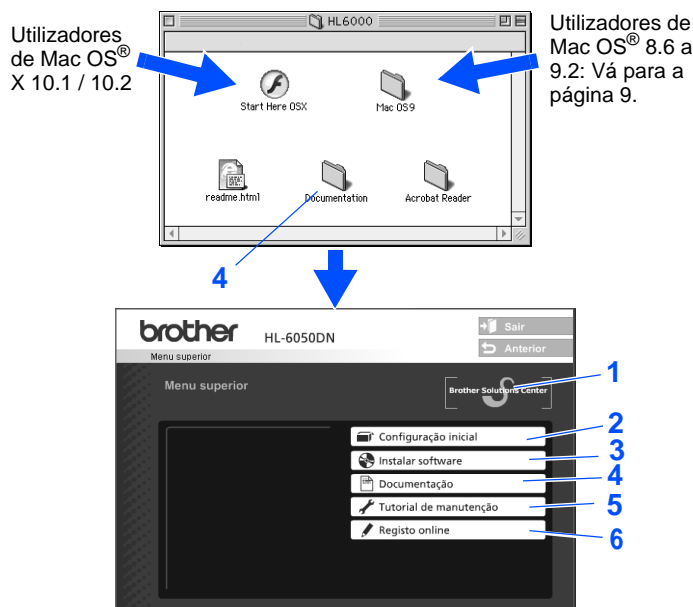 HL6000
Utilizadores
de Mac OS®
X 10.1 / 10.2
Utilizadores de
Mac OS® 8.6 a
9.2: Vá para a
página 9.
Start Here OSX
Mac OS9
readme.html
Documentation
Acrobat Reader
4
brother
HL-6050DN
Sair
Anterior
Menu superior
Menu superior
Brother Solutions Center
1
Configuração inicial
2
Instalar software
3
Documentação
4
Tutorial de manutenção
5
Registo online
6